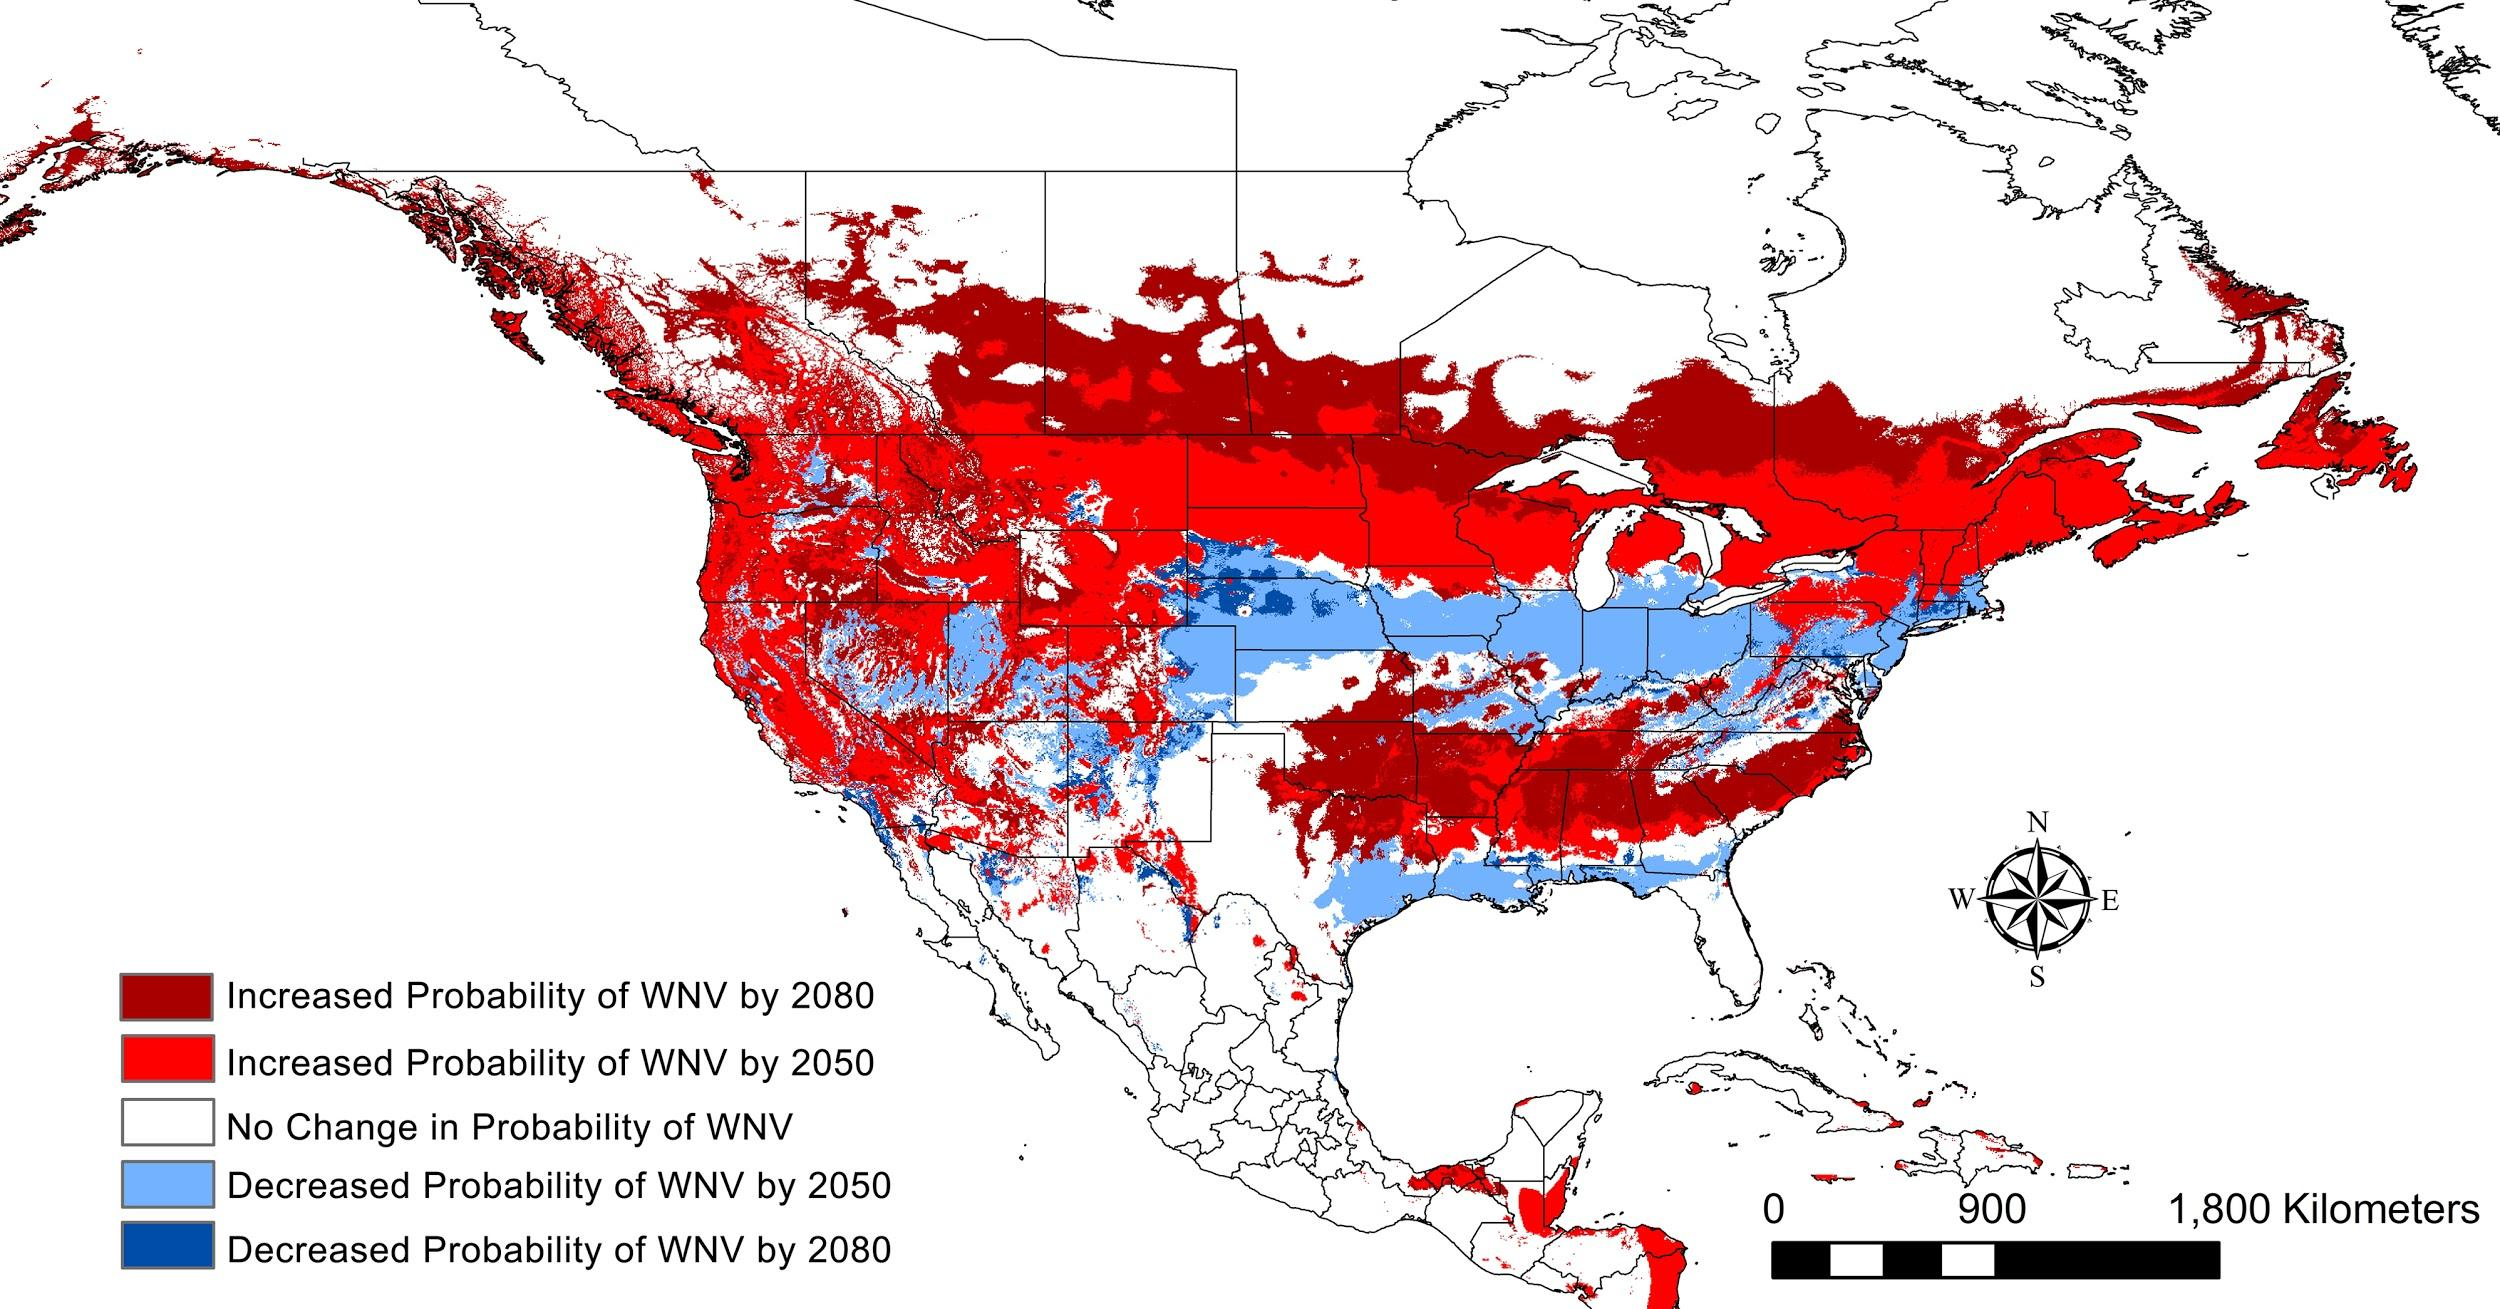 N
W E
S
Increased Probability of WNV by 2080
Increased Probability of WNV by 2050
No Change in Probability of WNV
Decreased Probability of WNV by 2050
Decreased Probability of WNV by 2080
0 900 1,800 Kilometers